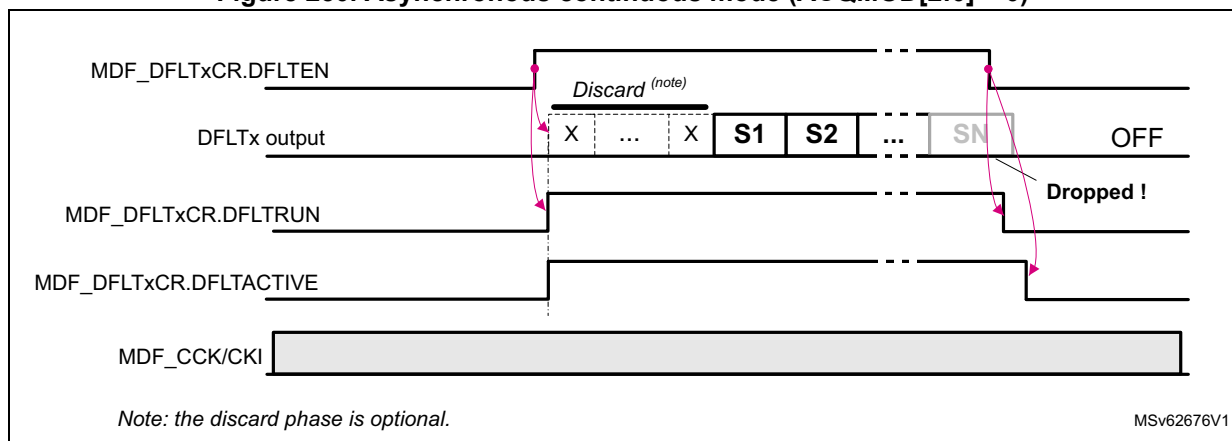 MDF_DFLTxCR.DFLTEN
Discard (note)
DFLTx output
X
...
X
S1
S2
...
SN
OFF
Dropped !
MDF_DFLTxCR.DFLTRUN
MDF_DFLTxCR.DFLTACTIVE
MDF_CCK/CKI
Note: the discard phase is optional.
MSv62676V1